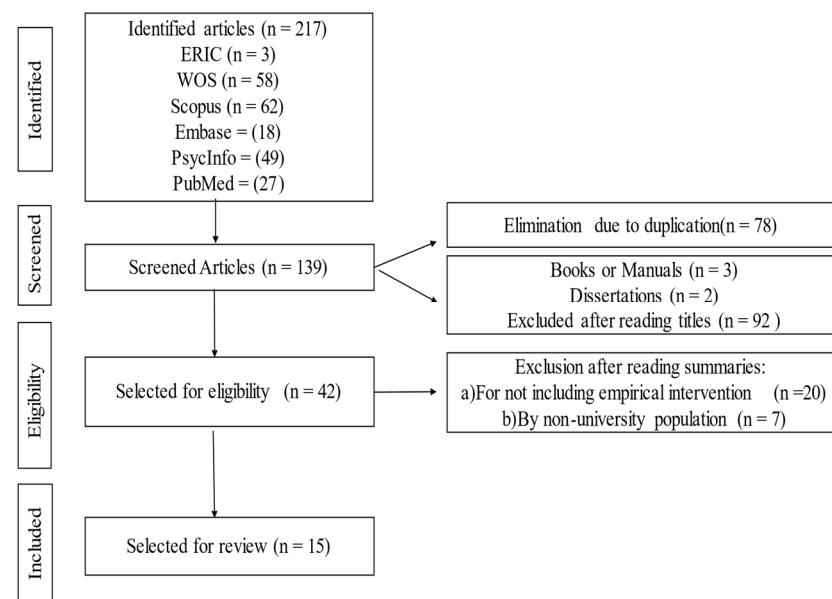 Identified
Identified articles (n = 217)
ERIC (n = 3)
WOS (n = 58)
Scopus (n = 62)
Embase = (18)
PsycInfo = (49)
PubMed = (27)
Screened
Screened Articles (n = 139)
Elimination due to duplication(n = 78)
Books or Manuals (n = 3)
Dissertations (n = 2)
Excluded after reading titles (n = 92 )
Eligibility
Selected for eligibility (n = 42)
Exclusion after reading summaries:
a)For not including empirical intervention (n =20)
b)By non-university population (n = 7)
Included
Selected for review (n = 15)